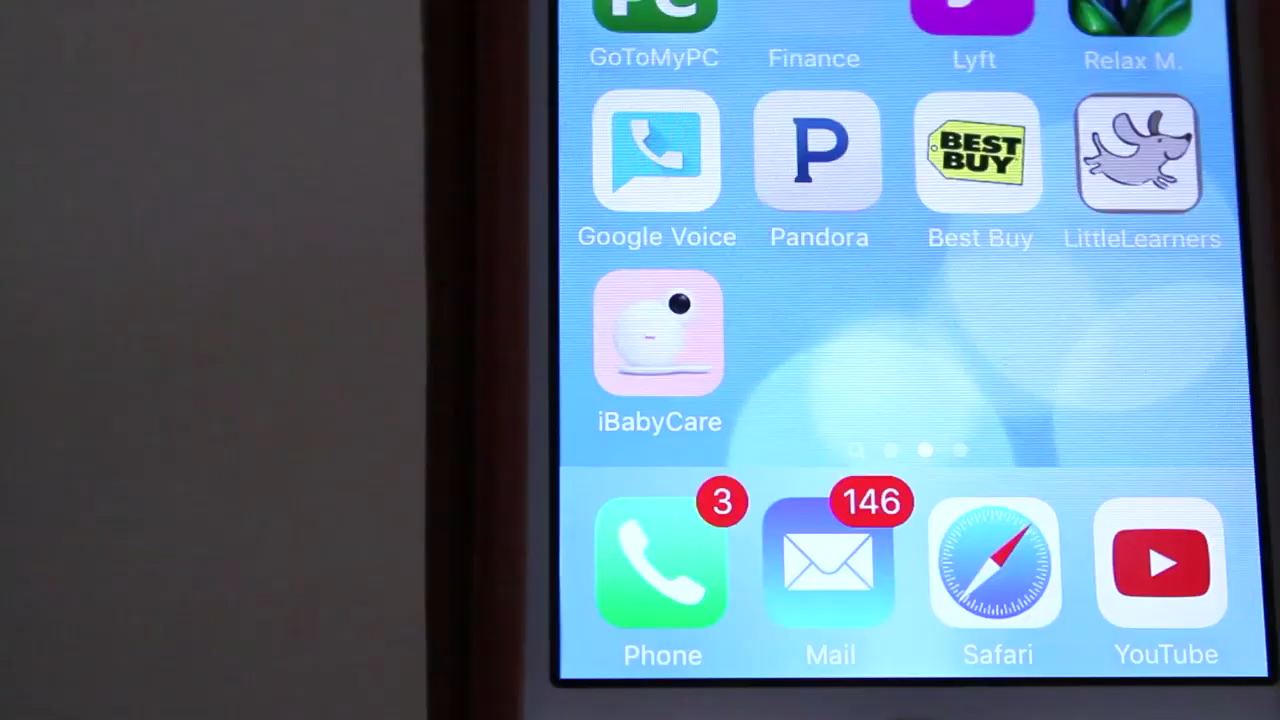 PC
GoToMyPC Finance Lyft Relax M.
P
BEST
BUY
Google Voice Pandora Best Buy LittleLearners
iBabyCare
3 146
Phone Mail Safari YouTube